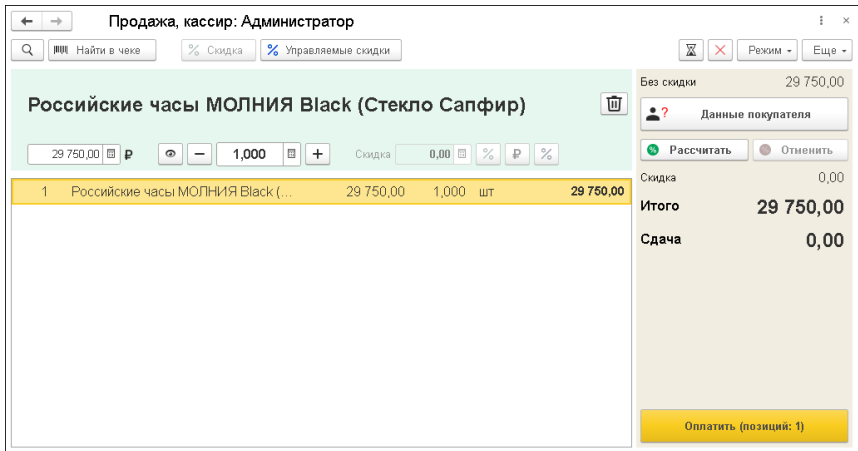 Продажа, кассир: Администратор
Найти в чеке
% Скидка
% Управляемые скидки
Режим
Еще
Российские часы МОЛНИЯ Black (Стекло Сапфир)
29 750,00 ₽
1,000
Скидка 0,00 % ₽ %
1 Российские часы МОЛНИЯ Black (... 29 750,00 1,000 шт 29 750,00
Без скидки 29 750,00
Данные покупателя
Рассчитать
Отменить
Скидка 0,00
Итого 29 750,00
Сдача 0,00
Оплатить (позиций: 1)